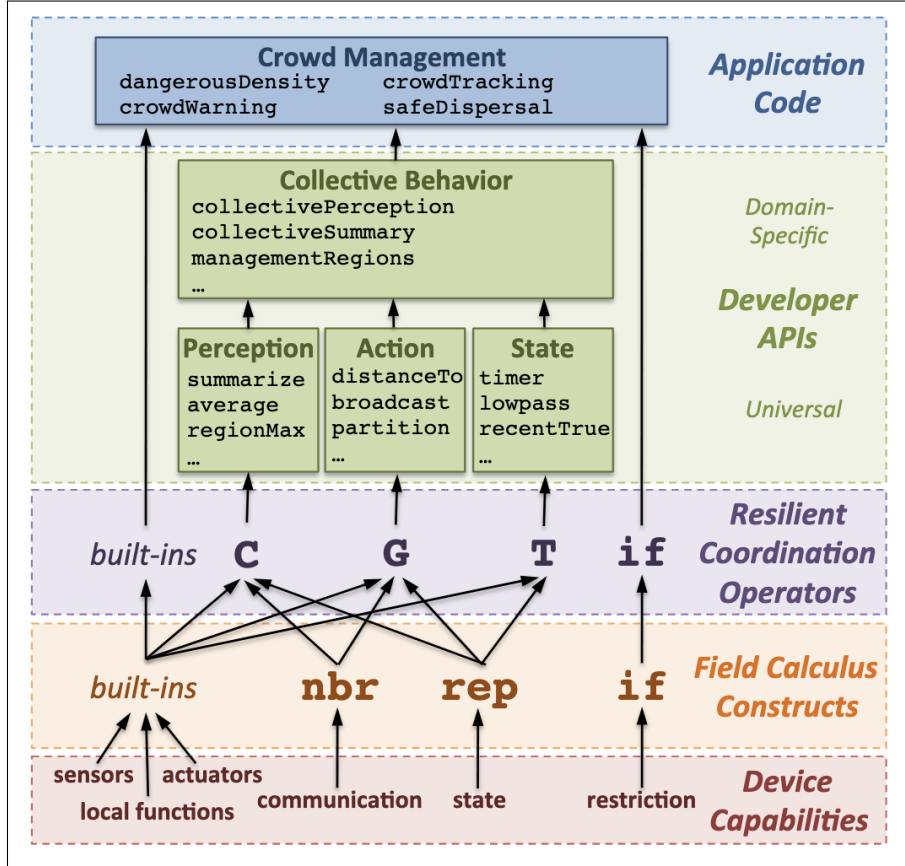 Crowd Management
dangerousDensity crowdTracking
crowdWarning safeDispersal
Application
Code
Collective Behavior
collectivePerception
collectiveSummary
managementRegions
…
Domain-
Specific
Developer
APIs
Universal
Perception
summarize
average
regionMax
…
Action
distanceTo
broadcast
partition
…
State
timer
lowpass
recentTrue
…
built-ins C G T if
Resilient
Coordination
Operators
built-ins nbr rep if
Field Calculus
Constructs
sensors actuators
local functions
communication state restriction
Device
Capabilities